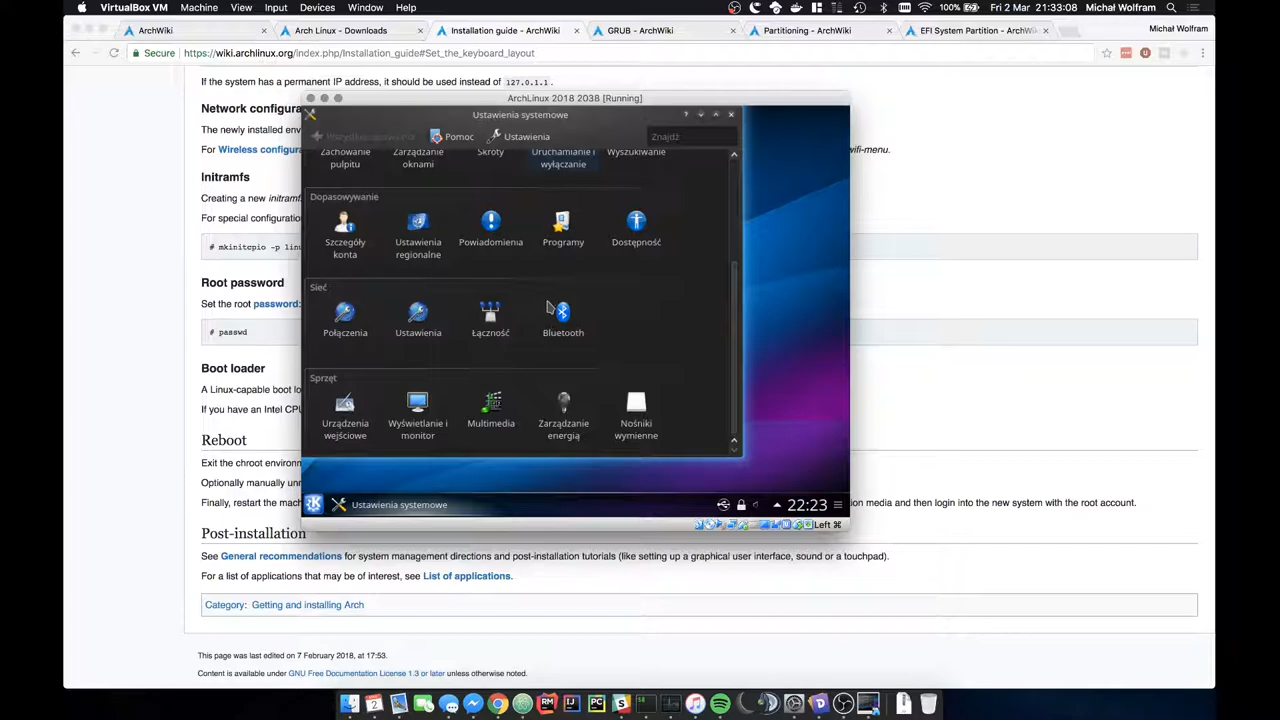 VirtualBox VM Machine View Input Devices Window Help 100% Fri 2 Mar 21:33:08 Michał Wolfram
ArchWiki × Arch Linux - Downloads × Installation guide - ArchWiki × GRUB - ArchWiki × Partitioning - ArchWiki × EFI System Partition - ArchWi × Michał Wolfram
Secure https://wiki.archlinux.org/index.php/Installation_guide#Set_the_keyboard_layout
If the system has a permanent IP address, it should be used instead of 127.0.1.1.
Network configura
The newly installed env
For Wireless configura
ifi-menu.
Initramfs
Creating a new initram
For special configuration
# mkinitcpio -p linu
Root password
Set the root password:
# passwd
Boot loader
A Linux-capable boot lo
If you have an Intel CPU
Reboot
Exit the chroot environm
Optionally manually unm
Finally, restart the mach
ion media and then login into the new system with the root account.
ArchLinux 2018 2038 [Running]
Ustawienia systemowe
Pomoc Ustawienia Znajdź
Zachowanie pulpitu
Zarządzanie oknami
Skróty
Uruchamianie i wyłączanie
Wyszukiwanie
Dopasowywanie
Szczegóły konta
Ustawienia regionalne
Powiadomienia
Programy
Dostępność
Sieć
Połączenia
Ustawienia
Łączność
Bluetooth
Sprzęt
Urządzenia wejściowe
Wyświetlanie i monitor
Multimedia
Zarządzanie energią
Nośniki wymienne
Ustawienia systemowe 22:23
Left ⌘
Post-installation
See General recommendations for system management directions and post-installation tutorials (like setting up a graphical user interface, sound or a touchpad).
For a list of applications that may be of interest, see List of applications.
Category: Getting and installing Arch
This page was last edited on 7 February 2018, at 17:53.
Content is available under GNU Free Documentation License 1.3 or later unless otherwise noted.